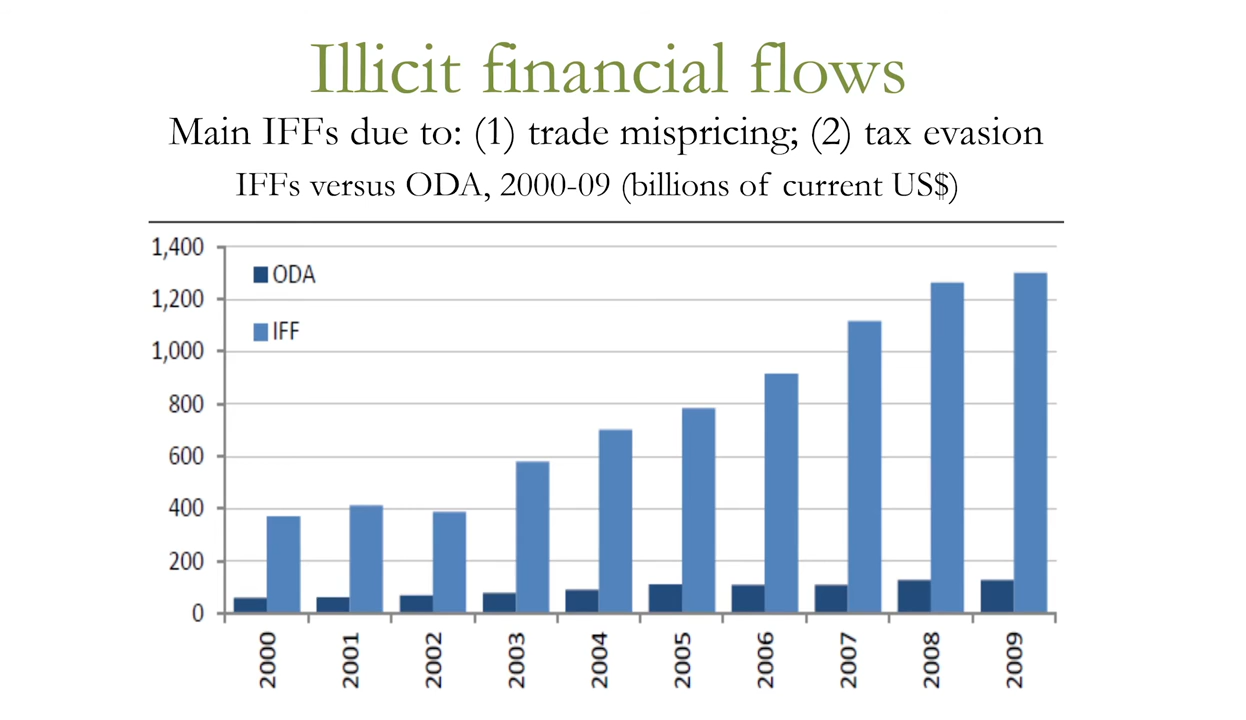 Illicit financial flows
Main IFFs due to: (1) trade mispricing; (2) tax evasion
IFFs versus ODA, 2000-09 (billions of current US$)
1,400
ODA
1,200
IFF
1,000
800
600
400
200
0
2000 2001 2002 2003 2004 2005 2006 2007 2008 2009